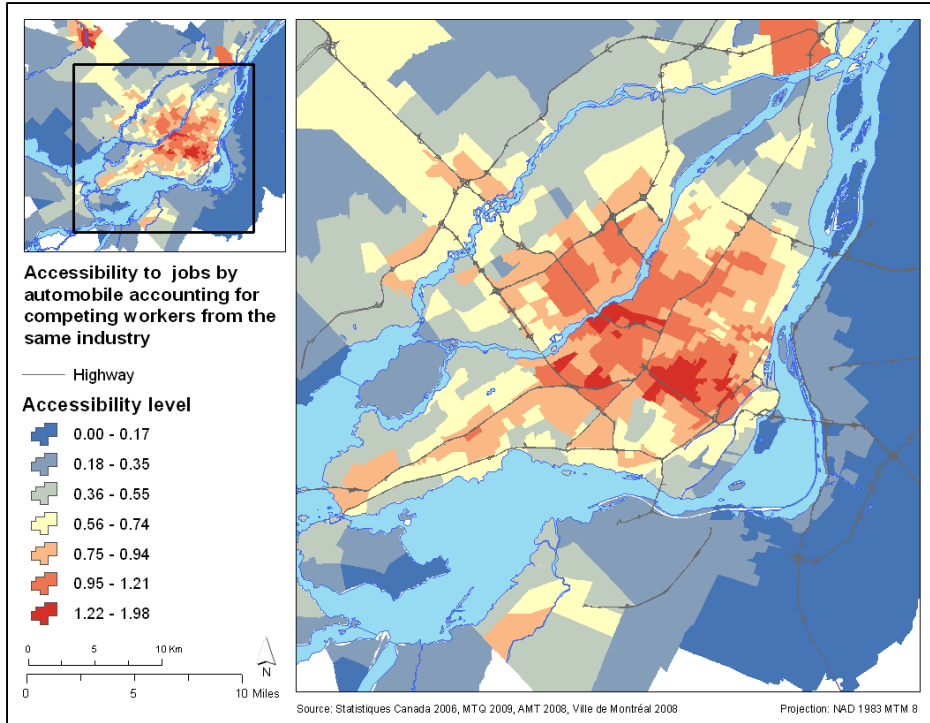 Accessibility to jobs by
automobile accounting for
competing workers from the
same industry
Highway
Accessibility level
0.00 - 0.17
0.18 - 0.35
0.36 - 0.55
0.56 - 0.74
0.75 - 0.94
0.95 - 1.21
1.22 - 1.98
0 5 10 Km
N
0 5 10 Miles
Source: Statistiques Canada 2006, MTQ 2009, AMT 2008, Ville de Montréal 2008
Projection: NAD 1983 MTM 8